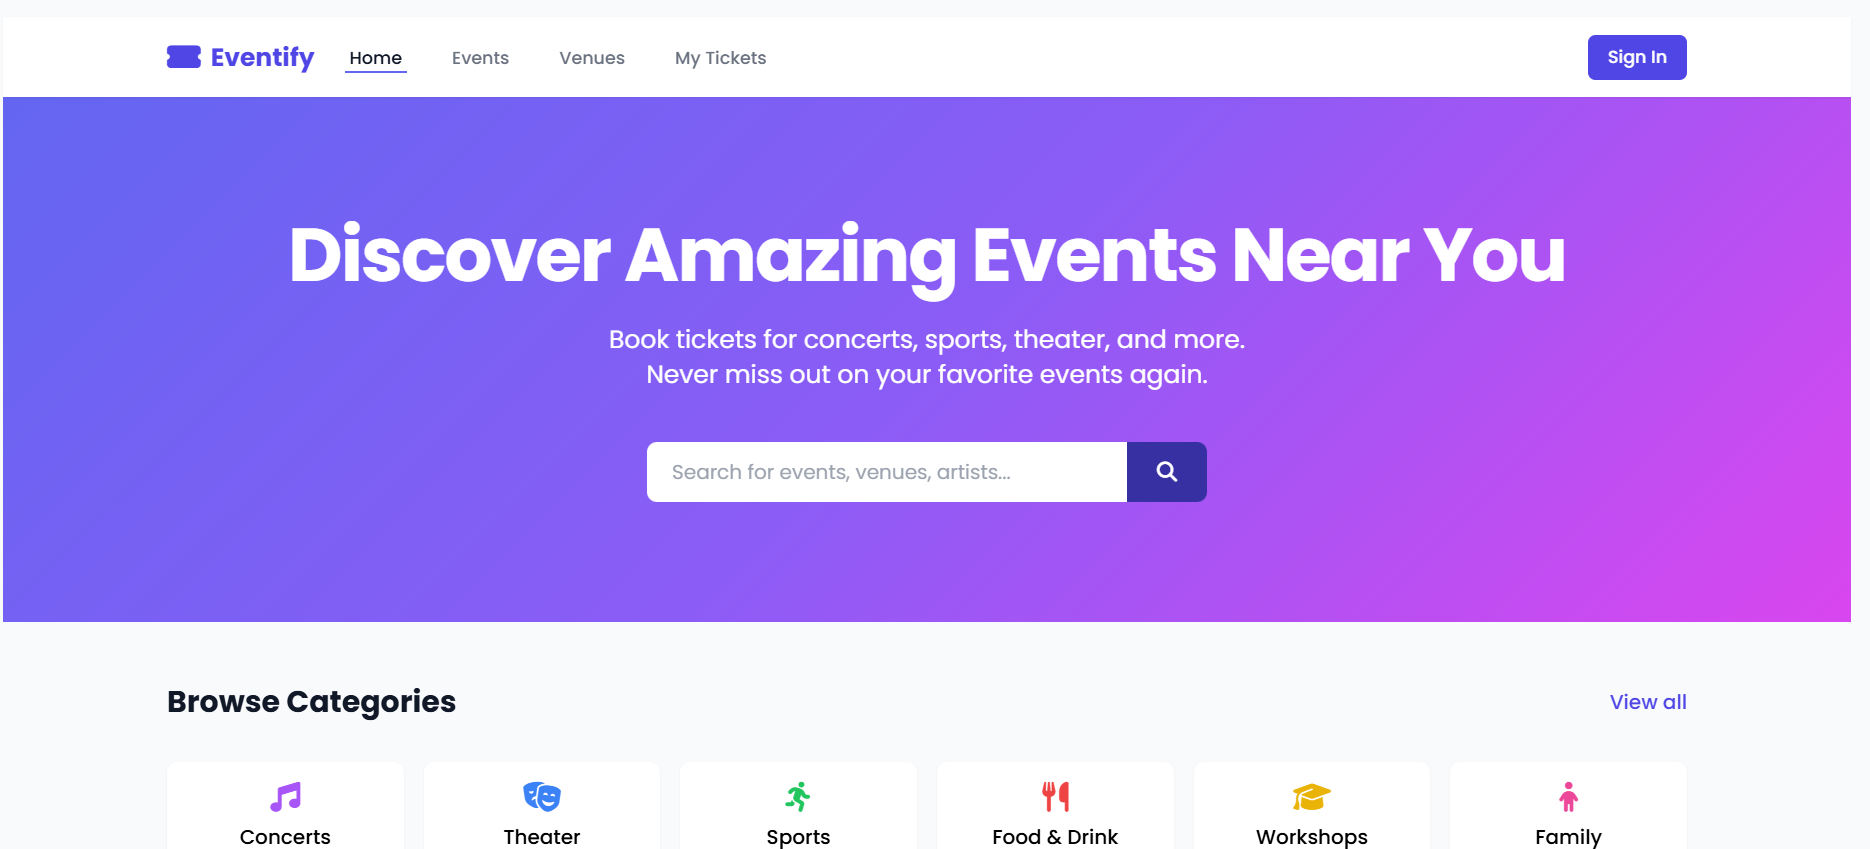 Eventify
Home
Events
Venues
My Tickets
Sign In
Discover Amazing Events Near You
Book tickets for concerts, sports, theater, and more.
Never miss out on your favorite events again.
Search for events, venues, artists...
Browse Categories
View all
Concerts
Theater
Sports
Food & Drink
Workshops
Family